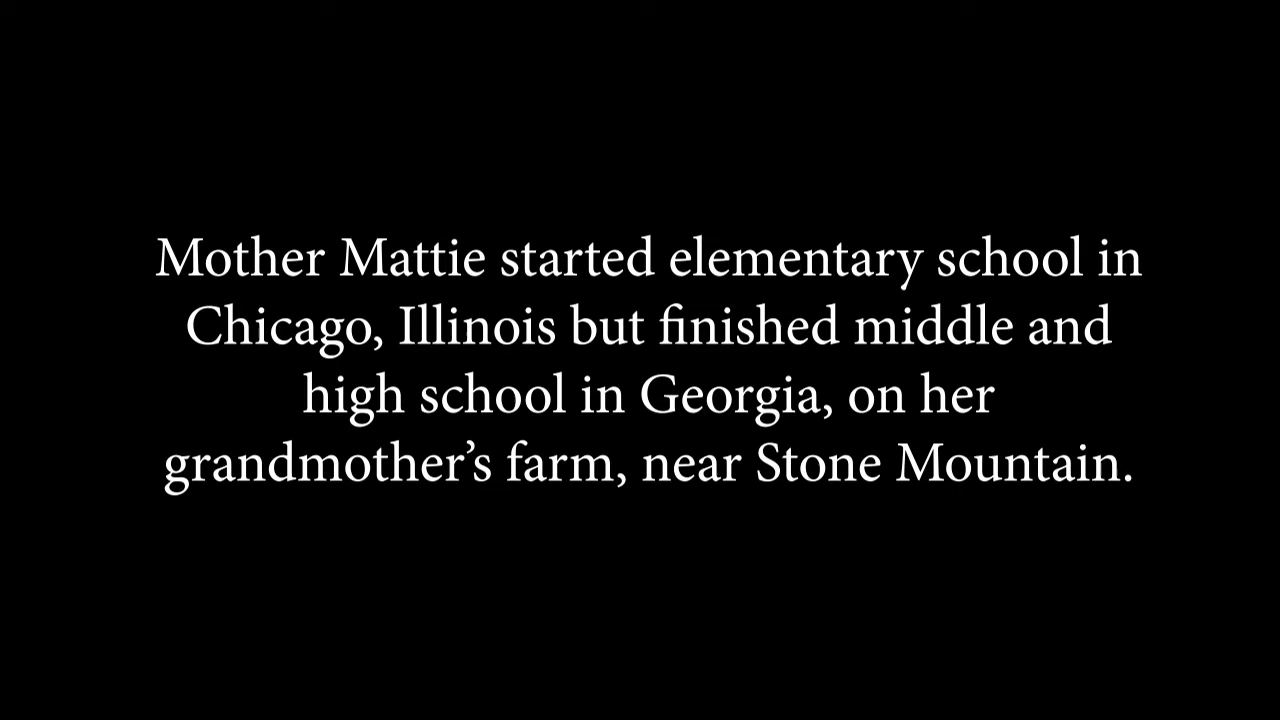 Mother Mattie started elementary school in
Chicago, Illinois but finished middle and
high school in Georgia, on her
grandmother’s farm, near Stone Mountain.